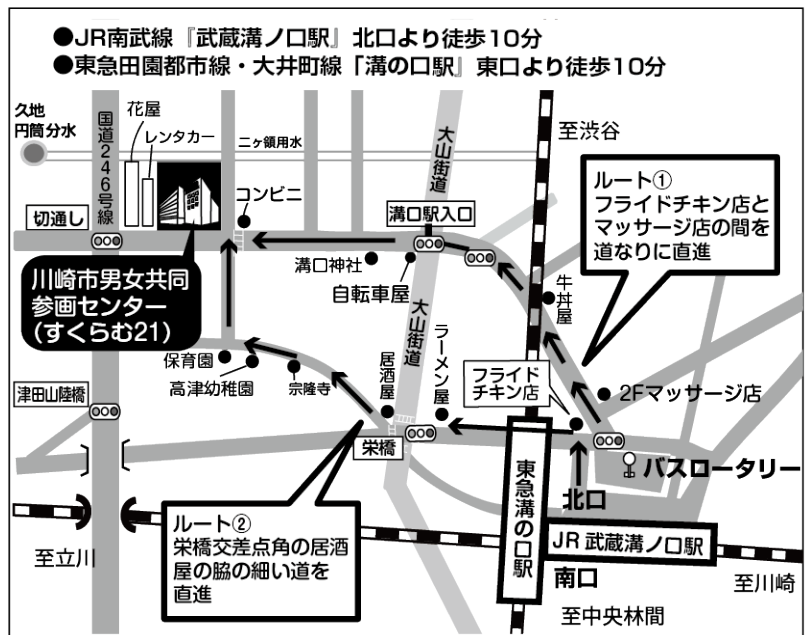 ●JR南武線『武蔵溝ノ口駅』北口より徒歩10分
●東急田園都市線・大井町線「溝の口駅』東口より徒歩10分
久地
円筒分水
国道246号線
花屋
レンタカー
二ヶ領用水
大山街道
至渋谷
ルート①
フライドチキン店と
マッサージ店の間を
道なりに直進
切通し
コンビニ
溝口駅入口
溝口神社
自転車屋
川崎市男女共同
参画センター
(すくらむ21)
大山街道
牛丼屋
保育園
高津幼稚園
宗隆寺
居酒屋
ラーメン屋
フライド
チキン店
2Fマッサージ店
津田山陸橋
栄橋
バスロータリー
北口
東急溝の口駅
ルート②
栄橋交差点角の居酒
屋の脇の細い道を
直進
JR 武蔵溝ノ口駅
南口
至立川
至川崎
至中央林間